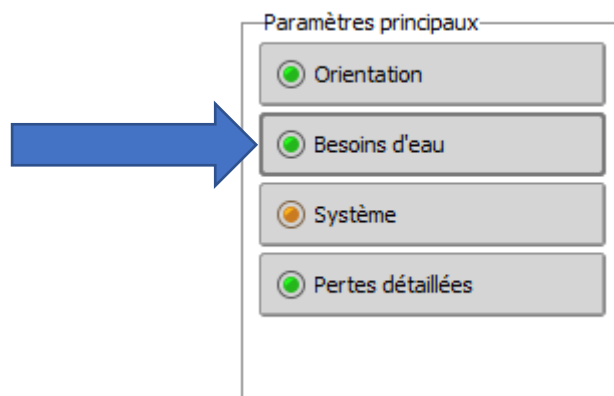 Paramètres principaux
Orientation
Besoins d'eau
Système
Pertes détaillées